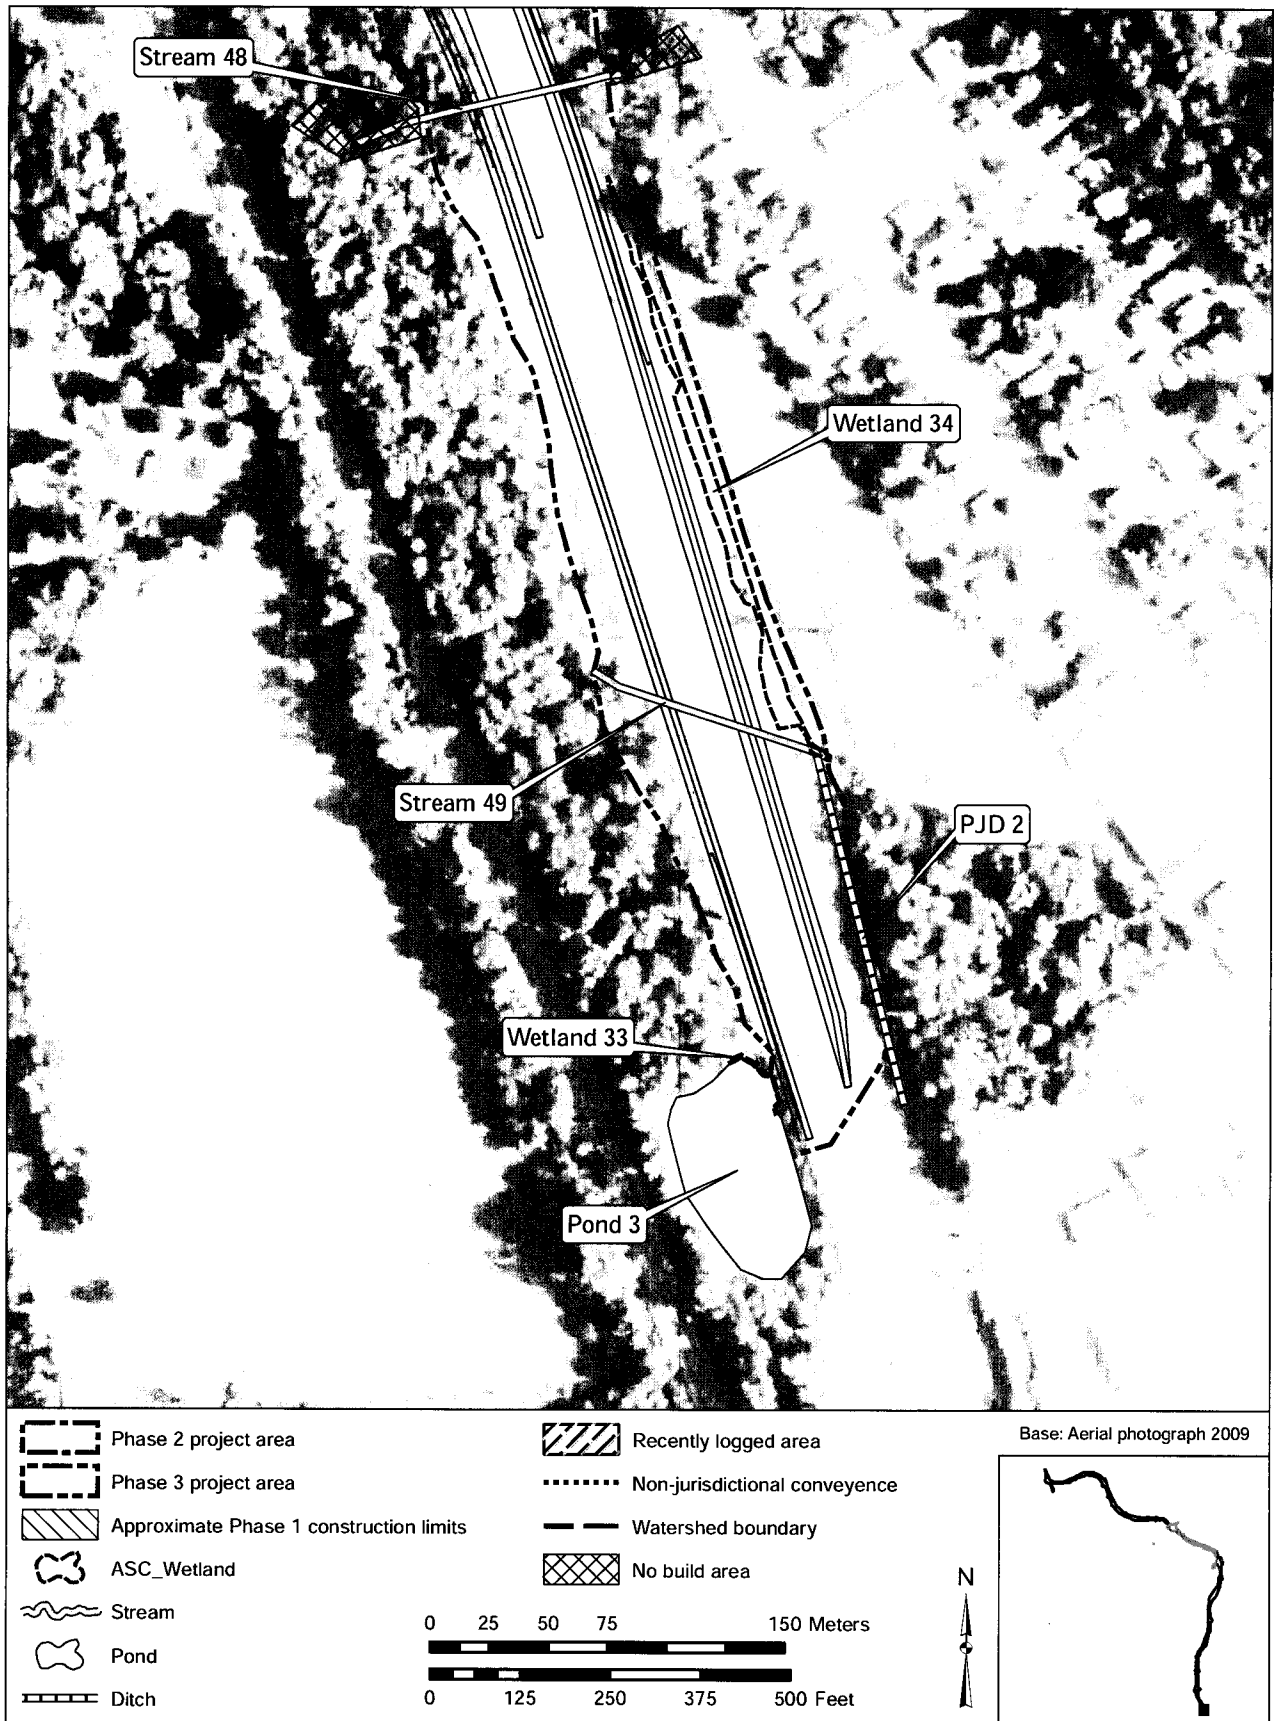 Stream 48
Wetland 34
Stream 49
PJD 2
Wetland 33
Pond 3
Phase 2 project area
Phase 3 project area
Approximate Phase 1 construction limits
ASC_Wetland
Stream
Pond
Ditch
Recently logged area
Non-jurisdictional conveyence
Watershed boundary
No build area
0 25 50 75 150 Meters
0 125 250 375 500 Feet
N
Base: Aerial photograph 2009